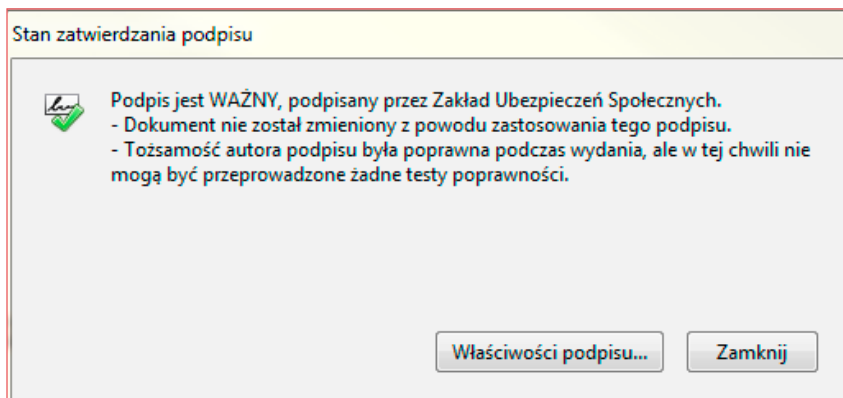 Stan zatwierdzania podpisu
Podpis jest WAŻNY, podpisany przez Zakład Ubezpieczeń Społecznych.
- Dokument nie został zmieniony z powodu zastosowania tego podpisu.
- Tożsamość autora podpisu była poprawna podczas wydania, ale w tej chwili nie
mogą być przeprowadzone żadne testy poprawności.
Właściwości podpisu... Zamknij